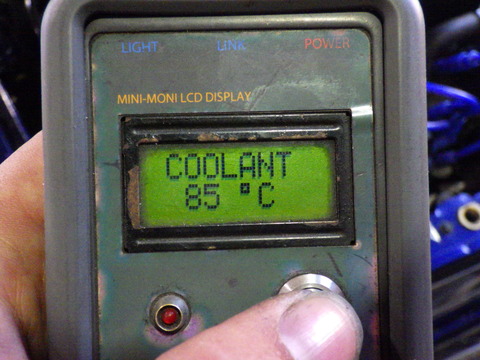 LIGHT LINK POWER
MINI-MONI LCD DISPLAY
COOLANT
85 °C